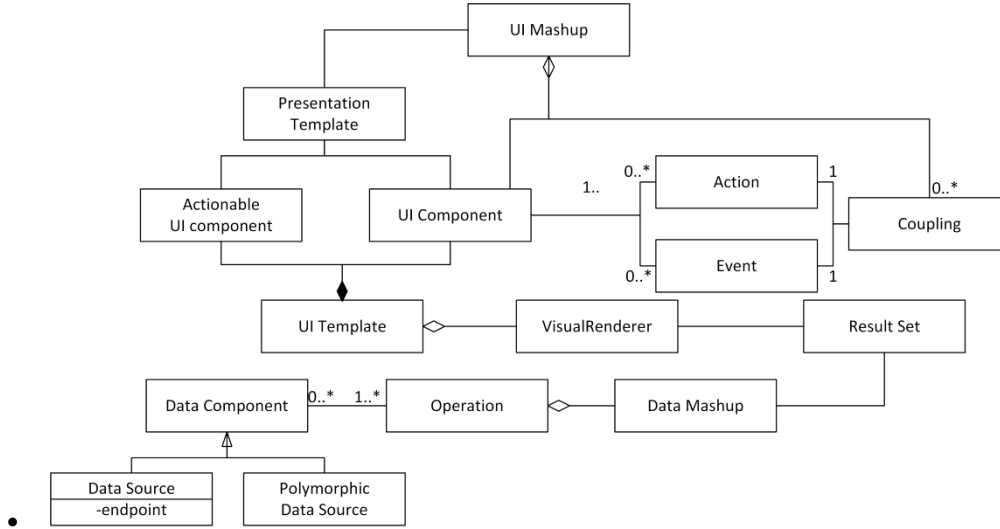 UI Mashup
Presentation
Template
0..*
Action
1
1..
0..*
Actionable
UI component
UI Component
Coupling
0..*
Event
1
UI Template
VisualRenderer
Result Set
Data Component
0..*
1..*
Operation
Data Mashup
Data Source
-endpoint
Polymorphic
Data Source